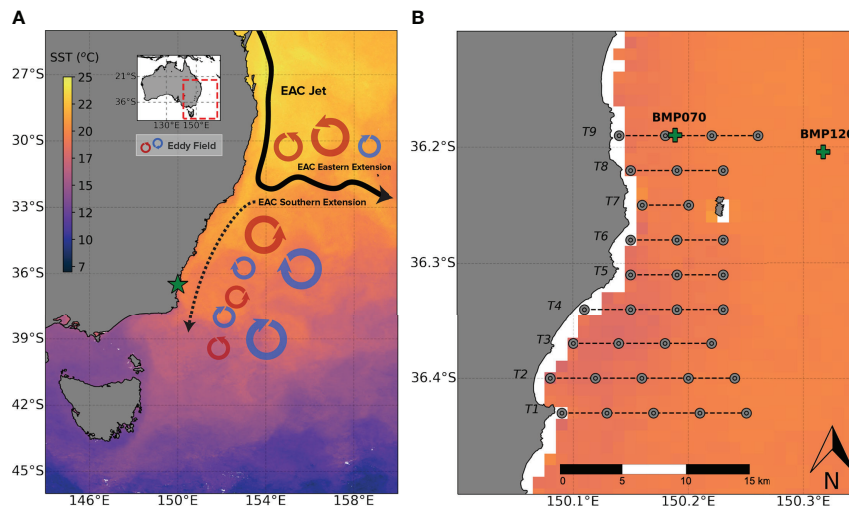 A
SST (°C)
25
22
20
17
15
12
10
7
27°S
30°S
33°S
36°S
39°S
42°S
45°S
146°E
150°E
154°E
158°E
21°S
36°S
130°E
150°E
Eddy Field
EAC Jet
EAC Eastern Extension
EAC Southern Extension
B
BMP070
BMP120
T9
T8
T7
T6
T5
T4
T3
T2
T1
36.2°S
36.3°S
36.4°S
150.1°E
150.2°E
150.3°E
0
5
10
15 km
N